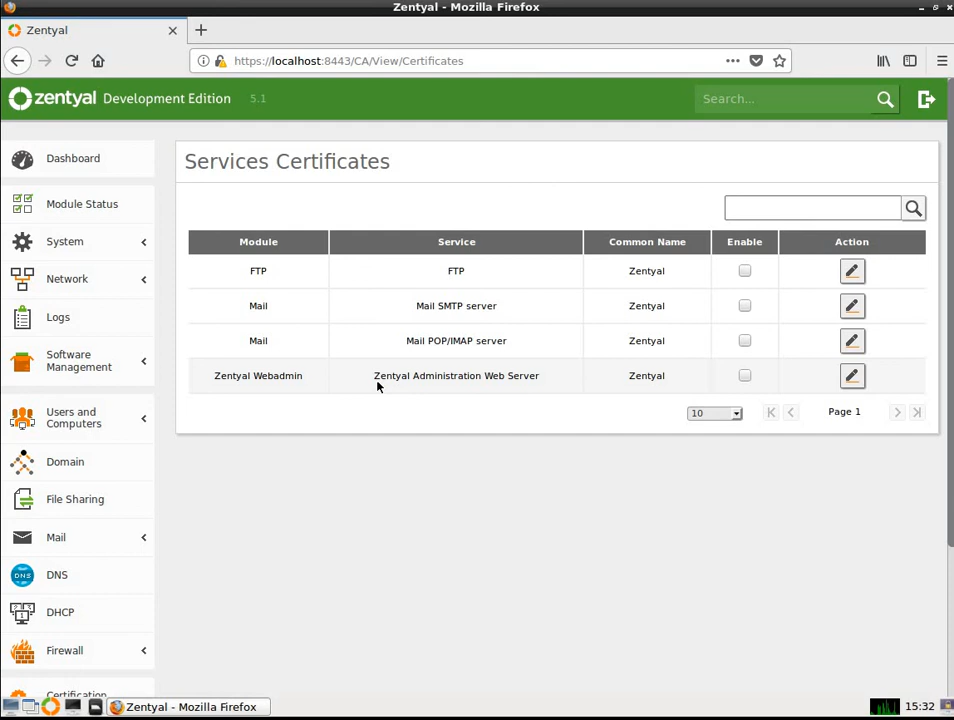 Zentyal - Mozilla Firefox
Zentyal
https://localhost:8443/CA/View/Certificates
zentyal Development Edition 5.1
Search...
Dashboard
Module Status
System
Network
Logs
Software
Management
Users and
Computers
Domain
File Sharing
Mail
DNS
DNS
DHCP
Firewall
Certification
Services Certificates
Module Service Common Name Enable Action
FTP FTP Zentyal
Mail Mail SMTP server Zentyal
Mail Mail POP/IMAP server Zentyal
Zentyal Webadmin Zentyal Administration Web Server Zentyal
10 Page 1
Zentyal - Mozilla Firefox
15:32